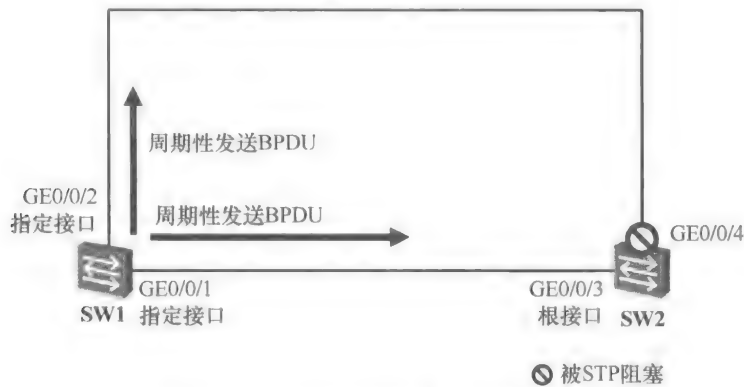 周期性发送BPDU
GE0/0/2
指定接口
周期性发送BPDU
GE0/0/4
GE0/0/1
指定接口
SW1
GE0/0/3
根接口
SW2
被STP阻塞